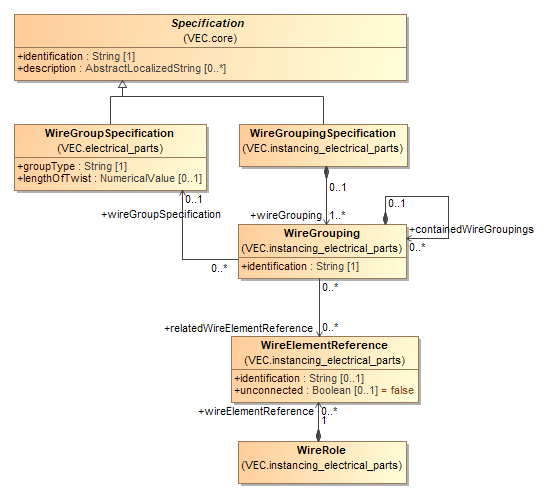 Specification
(VEC.core)
+identification : String [1]
+description : AbstractLocalizedString [0..*]
WireGroupSpecification
(VEC.electrical_parts)
+groupType : String [1]
+lengthOfTwist : NumericalValue [0..1]
WireGroupingSpecification
(VEC.instancing_electrical_parts)
0..1
+wireGroupSpecification
0..1
+wireGrouping
1..*
0..1
+containedWireGroupings
0..*
WireGrouping
(VEC.instancing_electrical_parts)
+identification : String [1]
0..*
0..*
+relatedWireElementReference
0..*
WireElementReference
(VEC.instancing_electrical_parts)
+identification : String [0..1]
+unconnected : Boolean [0..1] = false
+wireElementReference
0..*
1
WireRole
(VEC.instancing_electrical_parts)